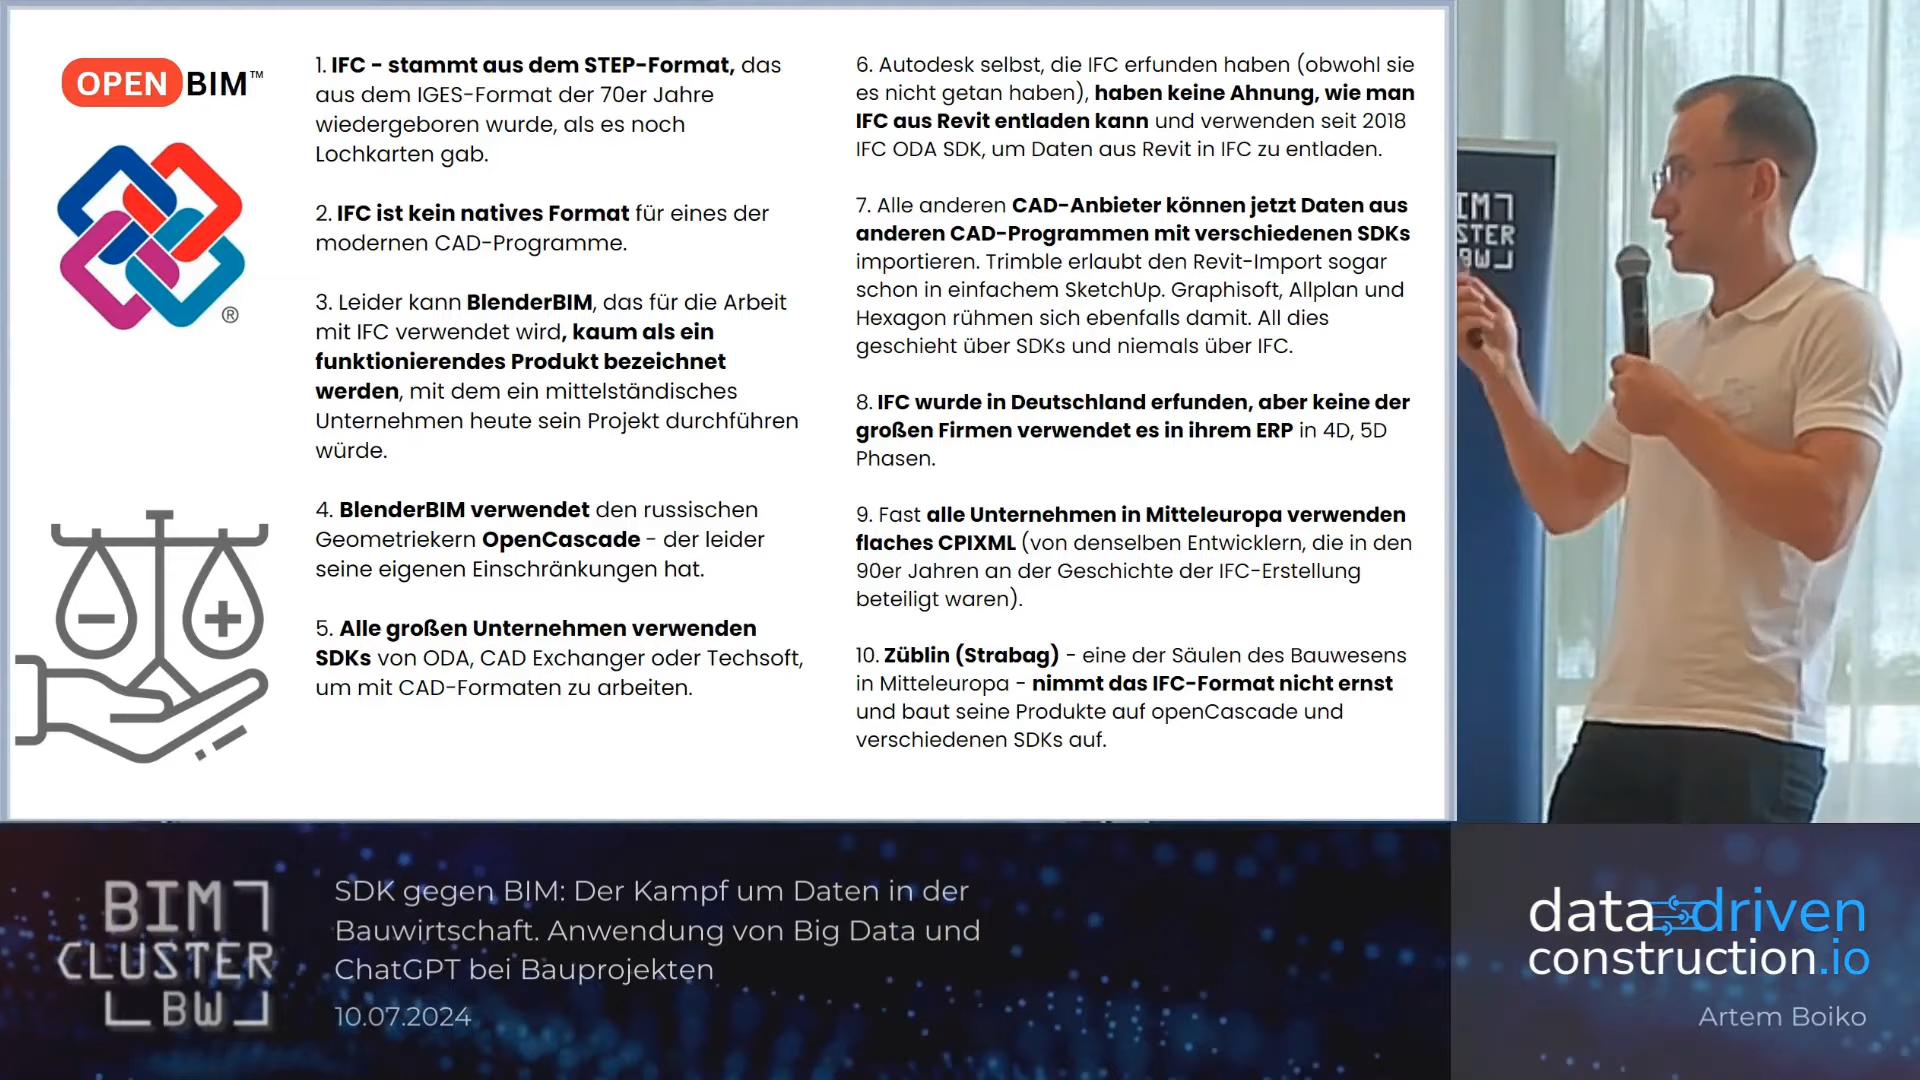 OPEN BIM™
®
1. IFC - stammt aus dem STEP-Format, das
aus dem IGES-Format der 70er Jahre
wiedergeboren wurde, als es noch
Lochkarten gab.
2. IFC ist kein natives Format für eines der
modernen CAD-Programme.
3. Leider kann BlenderBIM, das für die Arbeit
mit IFC verwendet wird, kaum als ein
funktionierendes Produkt bezeichnet
werden, mit dem ein mittelständisches
Unternehmen heute sein Projekt durchführen
würde.
4. BlenderBIM verwendet den russischen
Geometriekern OpenCascade - der leider
seine eigenen Einschränkungen hat.
5. Alle großen Unternehmen verwenden
SDKs von ODA, CAD Exchanger oder Techsoft,
um mit CAD-Formaten zu arbeiten.
6. Autodesk selbst, die IFC erfunden haben (obwohl sie
es nicht getan haben), haben keine Ahnung, wie man
IFC aus Revit entladen kann und verwenden seit 2018
IFC ODA SDK, um Daten aus Revit in IFC zu entladen.
7. Alle anderen CAD-Anbieter können jetzt Daten aus
anderen CAD-Programmen mit verschiedenen SDKs
importieren. Trimble erlaubt den Revit-Import sogar
schon in einfachem SketchUp. Graphisoft, Allplan und
Hexagon rühmen sich ebenfalls damit. All dies
geschieht über SDKs und niemals über IFC.
8. IFC wurde in Deutschland erfunden, aber keine der
großen Firmen verwendet es in ihrem ERP in 4D, 5D
Phasen.
9. Fast alle Unternehmen in Mitteleuropa verwenden
flaches CPIXML (von denselben Entwicklern, die in den
90er Jahren an der Geschichte der IFC-Erstellung
beteiligt waren).
10. Züblin (Strabag) - eine der Säulen des Bauwesens
in Mitteleuropa - nimmt das IFC-Format nicht ernst
und baut seine Produkte auf openCascade und
verschiedenen SDKs auf.
BIM
CLUSTER
BW
SDK gegen BIM: Der Kampf um Daten in der
Bauwirtschaft. Anwendung von Big Data und
ChatGPT bei Bauprojekten
10.07.2024
data driven
construction.io
Artem Boiko